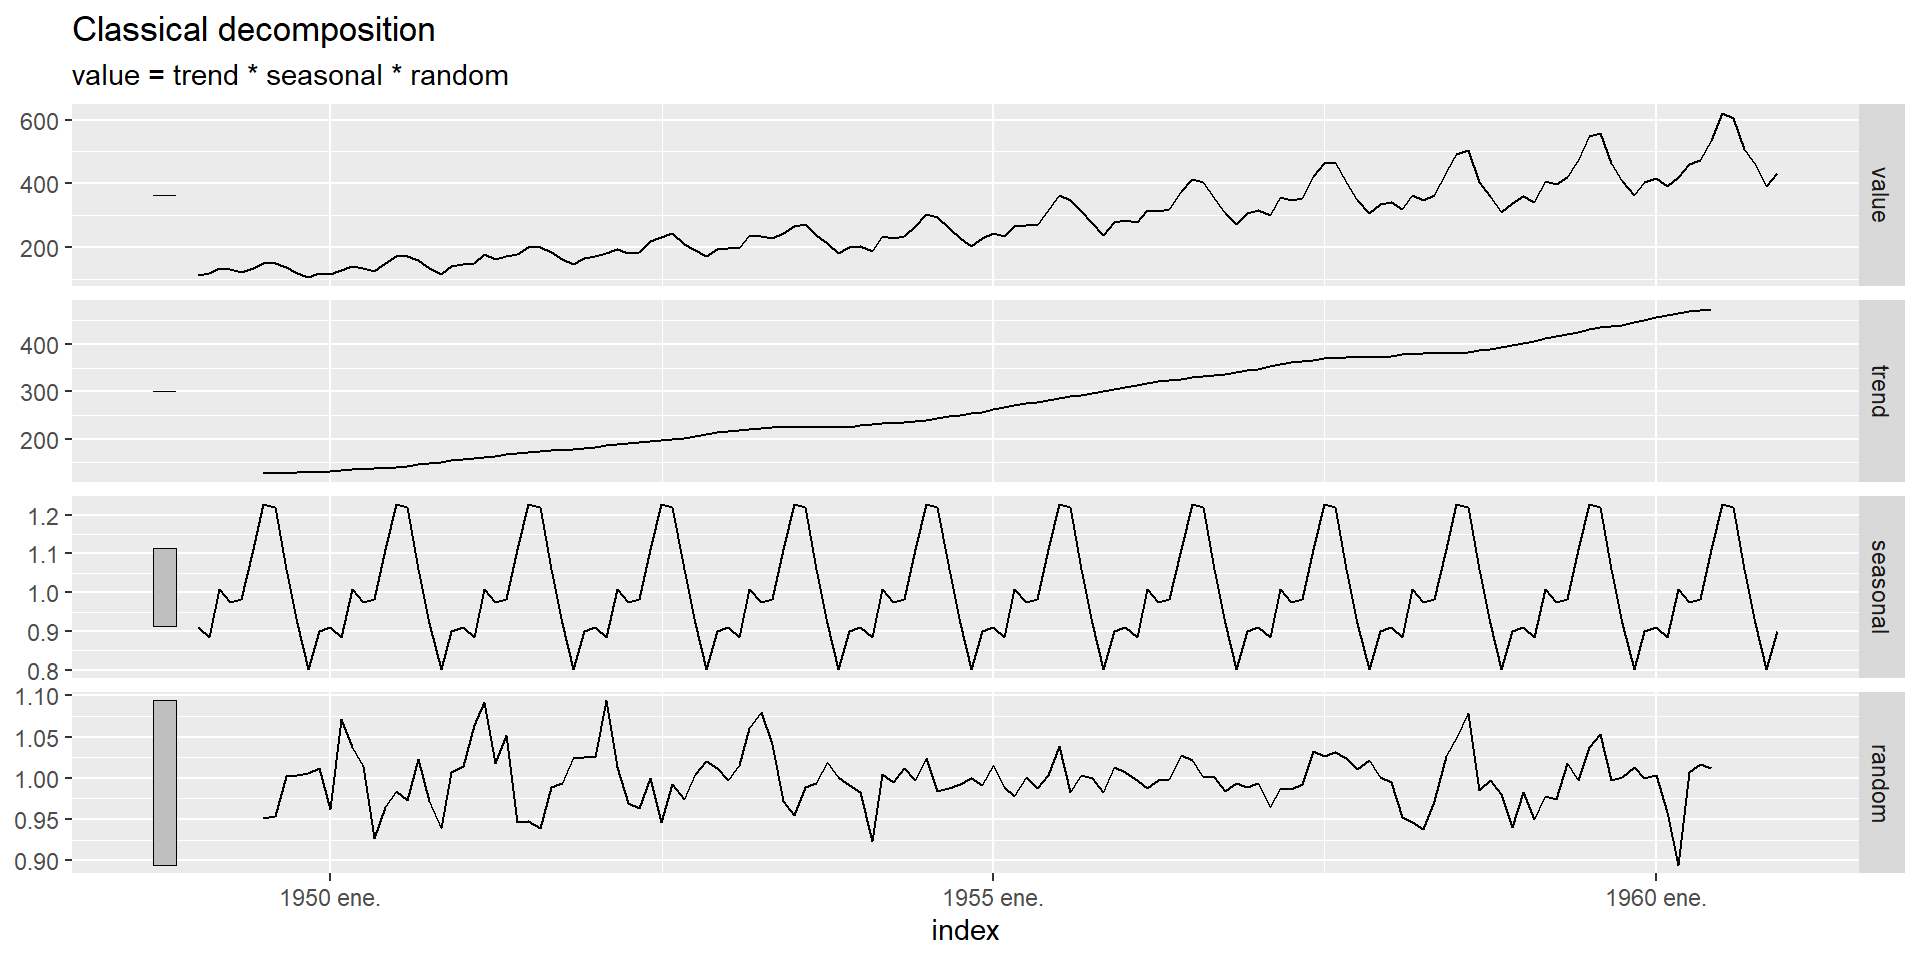 Classical decomposition
value = trend * seasonal * random
600
400
200
value
400
300
200
trend
1.2
1.1
1.0
0.9
0.8
seasonal
1.10
1.05
1.00
0.95
0.90
random
1950 ene.
1955 ene.
1960 ene.
index